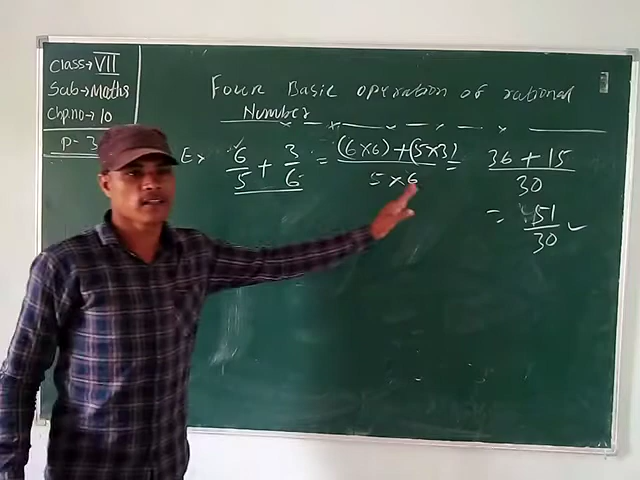 Class→VII
Sub→Maths
Chp.no→10
P-3
Four Basic operation of rational
Number
Ex 6/5 + 3/6 = (6×6)+(5×3)/5×6 = 36+15/30
= 51/30